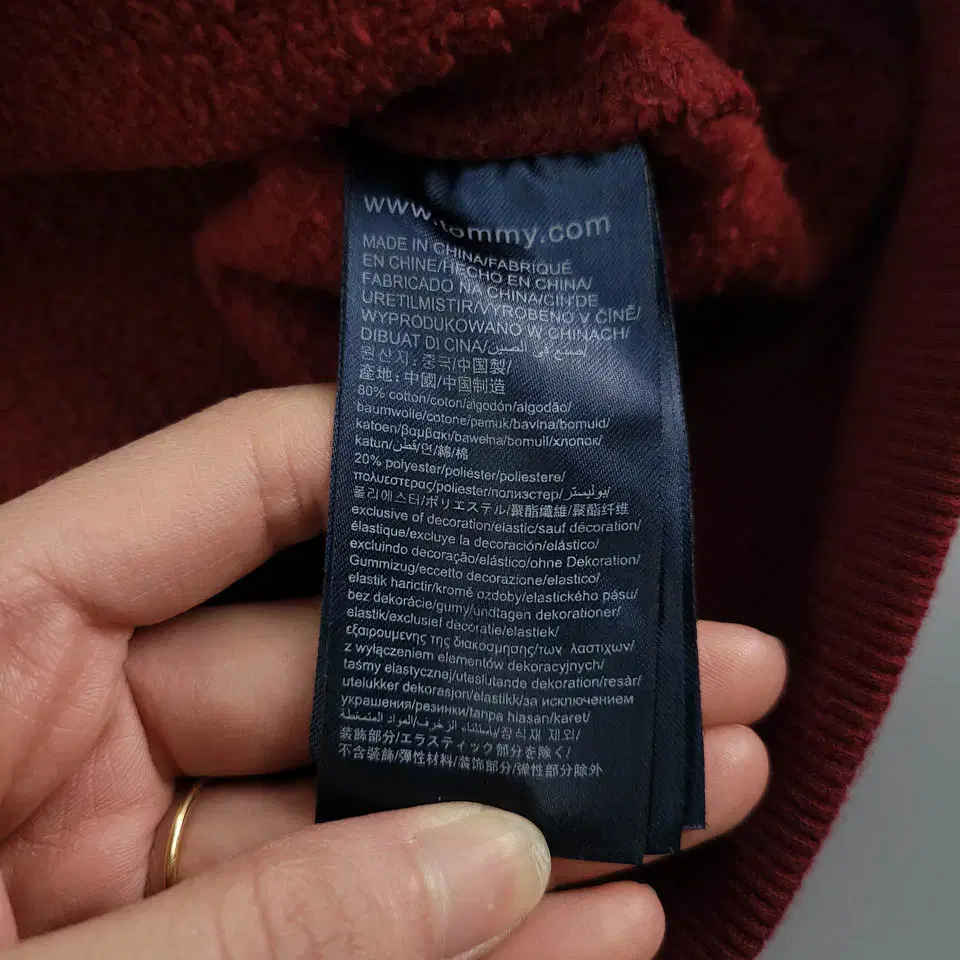 www.tommy.com
MADE IN CHINA/FABRIQUÉ
EN CHINE/HECHO EN CHINA/
FABRICADO NA CHINA/CIN'DE
ÜRETILMISTIR/VYROBENO V CINĚ/
WYPRODUKOWANO W CHINACH/
DIBUAT DI CINA/صنع في الصين/
원산지: 중국/中国製/
產地: 中國/中国制造
80% cotton/coton/algodón/algodão/
baumwolle/cotone/pamuk/bavlna/bomuld/
katoen/βαμβακι/bawełna/bomull/хлопок/
katun/قطن/면/綿/棉
20% polyester/poliéster/poliestere/
πολυεστερας/poliester/полиэстер/بوليستر/
폴리에스터/ポリエステル/聚酯纖維/聚酯纤维
exclusive of decoration/elastic/sauf décoration/
élastique/excluye la decoración/elástico/
excluindo decoração/elástico/ohne Dekoration/
Gummizug/eccetto decorazione/elastico/
elastik harictir/kromě ozdoby/elastického pásu/
bez dekorácie/gumy/undtagen dekorationer/
elastik/exclusief decoratie/elastiek/
εξαιρουμενης της διακοσμησης/των λαστιχων/
z wyłączeniem elementów dekoracyjnych/
taśmy elastycznej/uteslutande dekoration/resår/
utelukker dekorasjon/elastikk/за исключением
украшения/резинки/tanpa hiasan/karet/
باستثناء الزخرف/المواد المتمغطة/장식재 제외/
装飾部分/エラスティック部分を除く/
不含裝飾/彈性材料/装饰部分/弹性部分除外